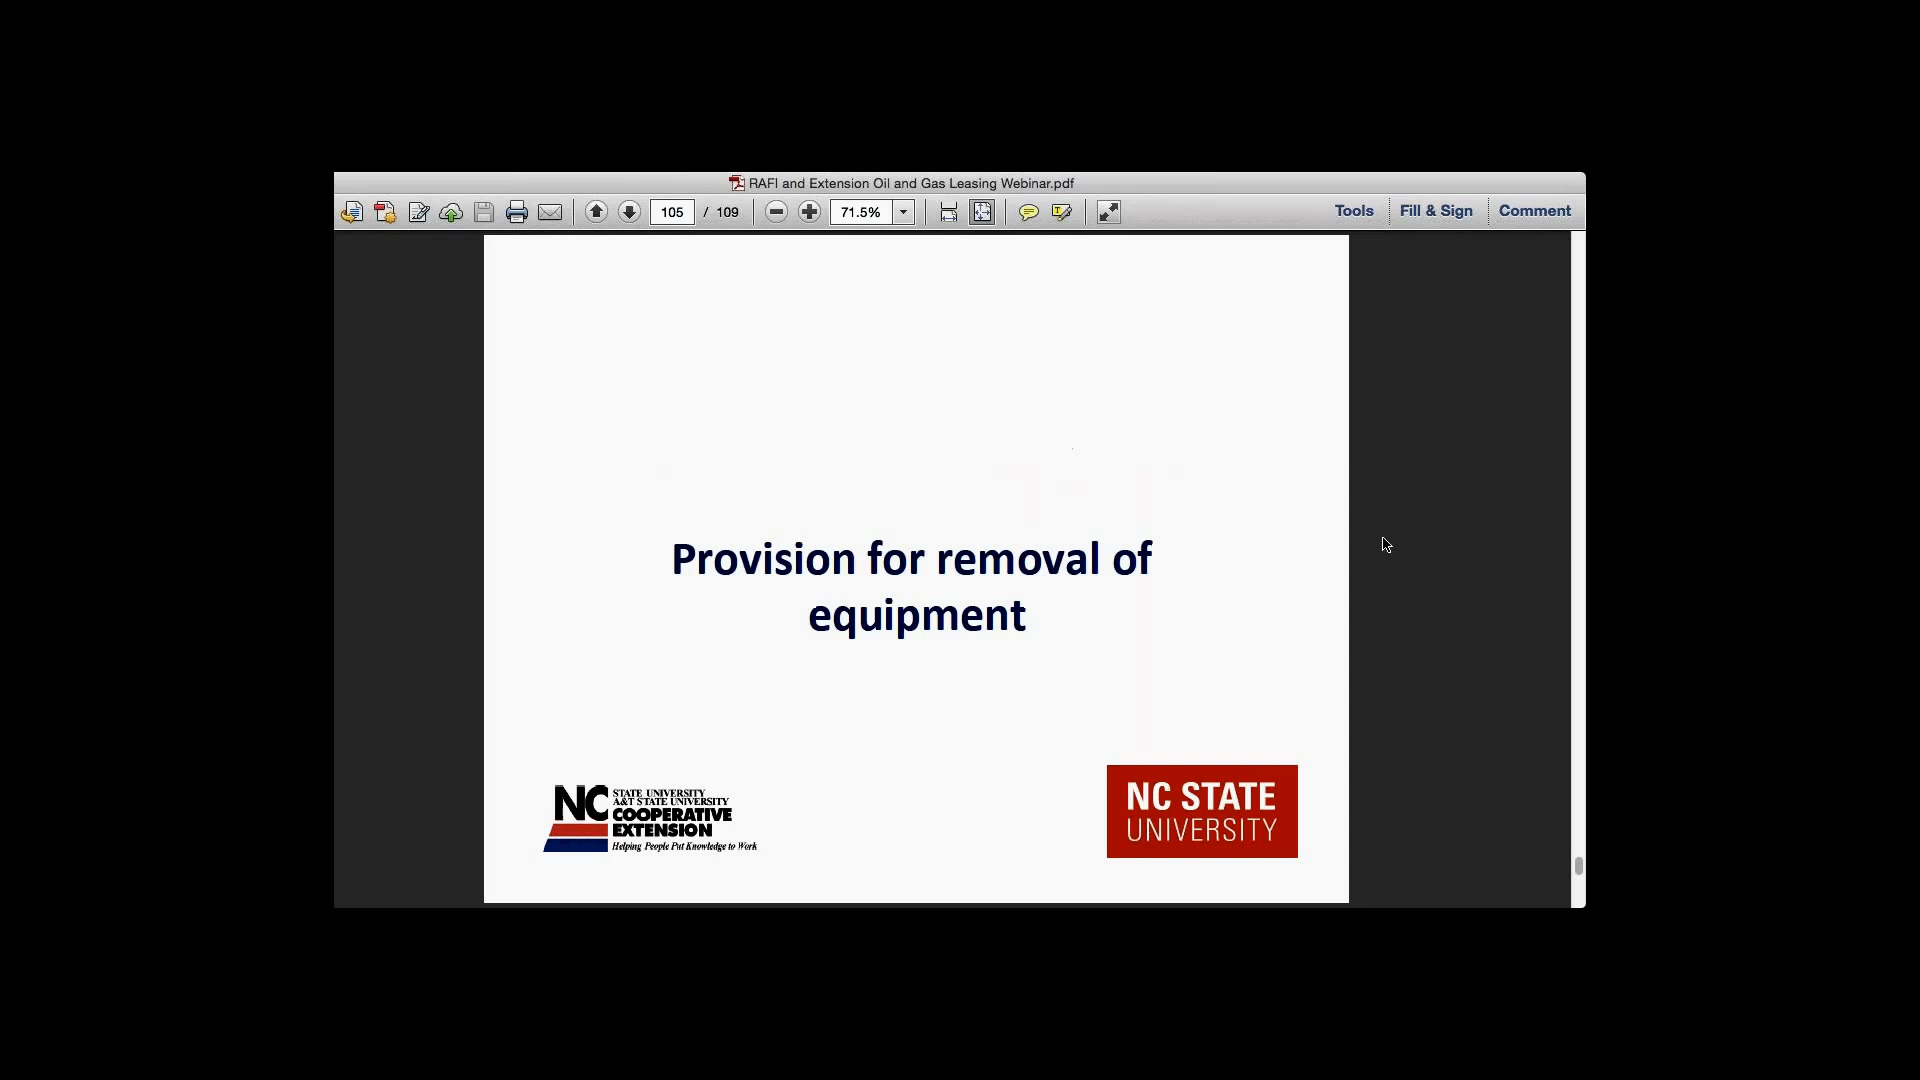 RAFI and Extension Oil and Gas Leasing Webinar.pdf
105 / 109
71.5%
Tools
Fill & Sign
Comment
Provision for removal of
equipment
NC
STATE UNIVERSITY
A&T STATE UNIVERSITY
COOPERATIVE
EXTENSION
Helping People Put Knowledge to Work
NC STATE
UNIVERSITY